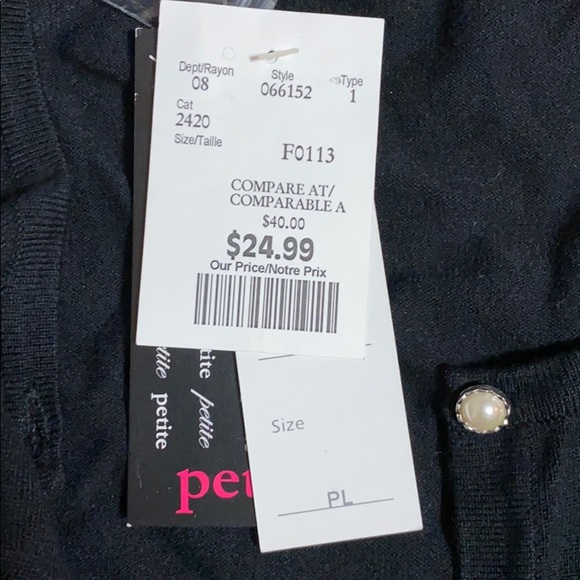 Dept/Rayon Style Type
08 066152 1
Cat
2420
Size/Taille
F0113
COMPARE AT/
COMPARABLE A
$40.00
$24.99
Our Price/Notre Prix
petite
petite
petite
Size
PL